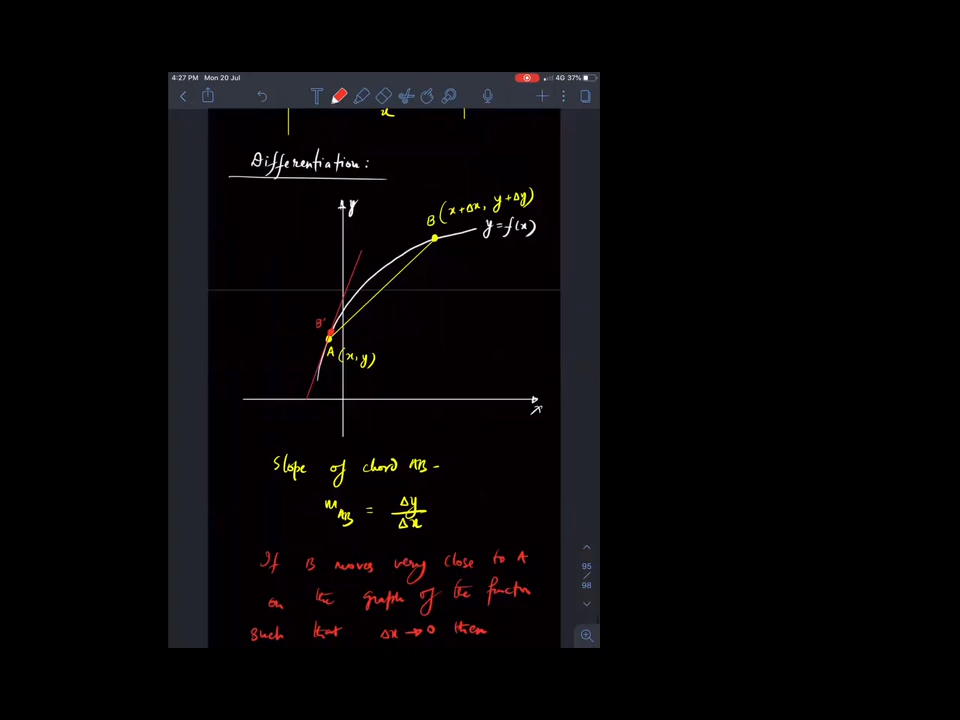 4:27 PM Mon 20 Jul
4G 37%
T
x
Differentiation:
y
B (x+Δx, y+Δy)
y=f(x)
B'
A (x, y)
x
Slope of chord AB -
m_AB = Δy/Δx
If B moves very close to A
on the graph of the function
Such that Δx → 0 then
95
/
98